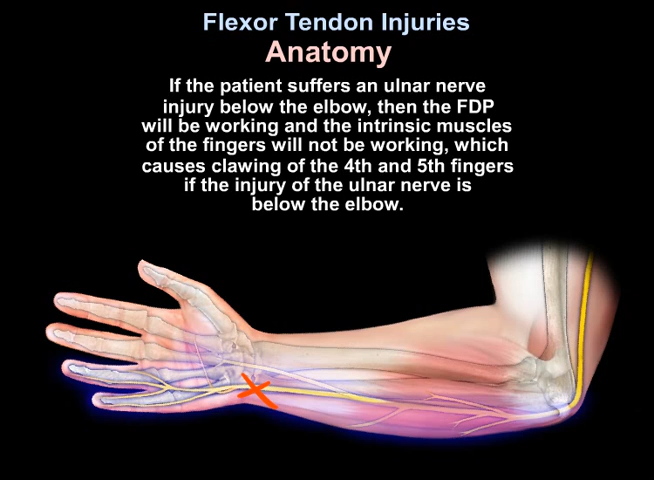 Flexor Tendon Injuries
Anatomy
If the patient suffers an ulnar nerve
injury below the elbow, then the FDP
will be working and the intrinsic muscles
of the fingers will not be working, which
causes clawing of the 4th and 5th fingers
if the injury of the ulnar nerve is
below the elbow.